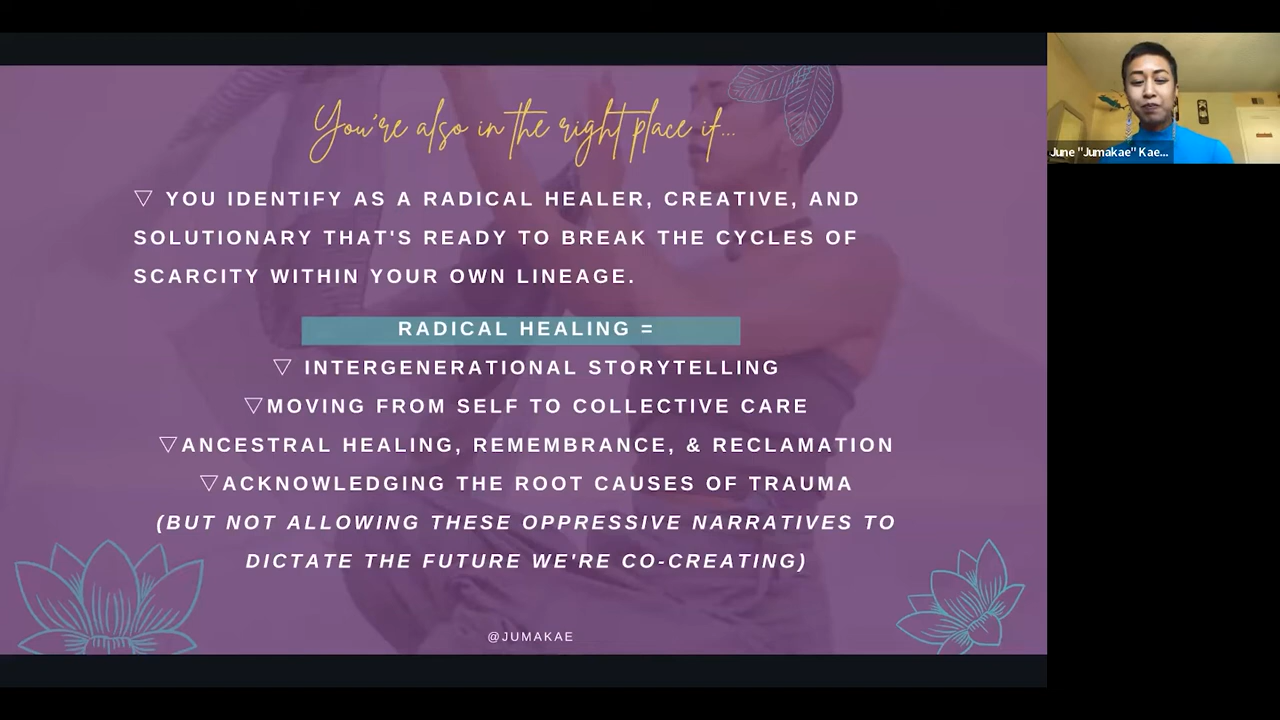 You're also in the right place if...
▽ YOU IDENTIFY AS A RADICAL HEALER, CREATIVE, AND
SOLUTIONARY THAT'S READY TO BREAK THE CYCLES OF
SCARCITY WITHIN YOUR OWN LINEAGE.
RADICAL HEALING =
▽ INTERGENERATIONAL STORYTELLING
▽MOVING FROM SELF TO COLLECTIVE CARE
▽ANCESTRAL HEALING, REMEMBRANCE, & RECLAMATION
▽ACKNOWLEDGING THE ROOT CAUSES OF TRAUMA
(BUT NOT ALLOWING THESE OPPRESSIVE NARRATIVES TO
DICTATE THE FUTURE WE'RE CO-CREATING)
@JUMAKAE
June "Jumakae" Kae...